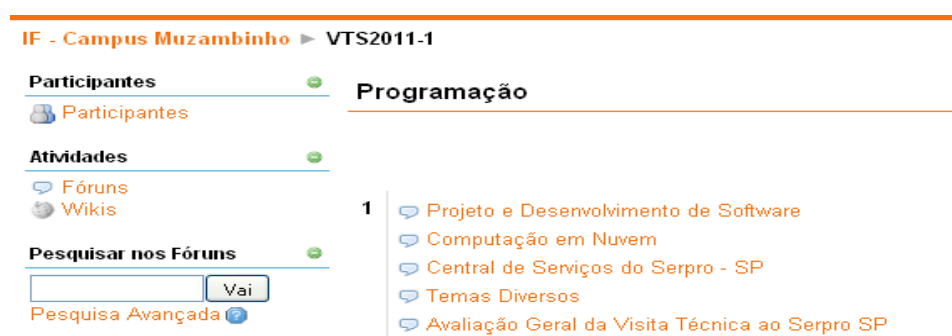 IF - Campus Muzambinho ► VTS2011-1
Participantes
Participantes
Atividades
Fóruns
Wikis
Pesquisar nos Fóruns
Vai
Pesquisa Avançada
Programação
1
Projeto e Desenvolvimento de Software
Computação em Nuvem
Central de Serviços do Serpro - SP
Temas Diversos
Avaliação Geral da Visita Técnica ao Serpro SP